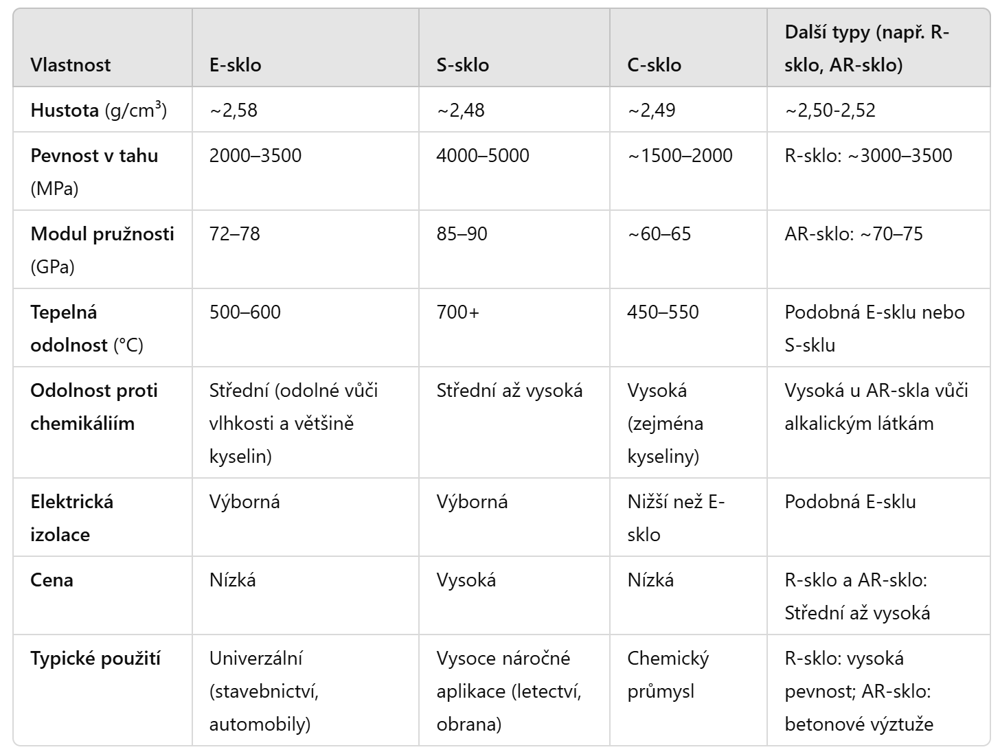 Vlastnost
E-sklo
S-sklo
C-sklo
Další typy (např. R-
sklo, AR-sklo)
Hustota (g/cm³)
~2,58
~2,48
~2,49
~2,50-2,52
Pevnost v tahu
(MPa)
2000–3500
4000–5000
~1500–2000
R-sklo: ~3000–3500
Modul pružnosti
(GPa)
72–78
85–90
~60–65
AR-sklo: ~70–75
Tepelná
odolnost (°C)
500–600
700+
450–550
Podobná E-sklu nebo
S-sklu
Odolnost proti
chemikáliím
Střední (odolné vůči
vlhkosti a většině
kyselin)
Střední až vysoká
Vysoká
(zejména
kyseliny)
Vysoká u AR-skla vůči
alkalickým látkám
Elektrická
izolace
Výborná
Výborná
Nižší než E-
sklo
Podobná E-sklu
Cena
Nízká
Vysoká
Nízká
R-sklo a AR-sklo:
Střední až vysoká
Typické použití
Univerzální
(stavebnictví,
automobily)
Vysoce náročné
aplikace (letectví,
obrana)
Chemický
průmysl
R-sklo: vysoká
pevnost; AR-sklo:
betonové výztuže